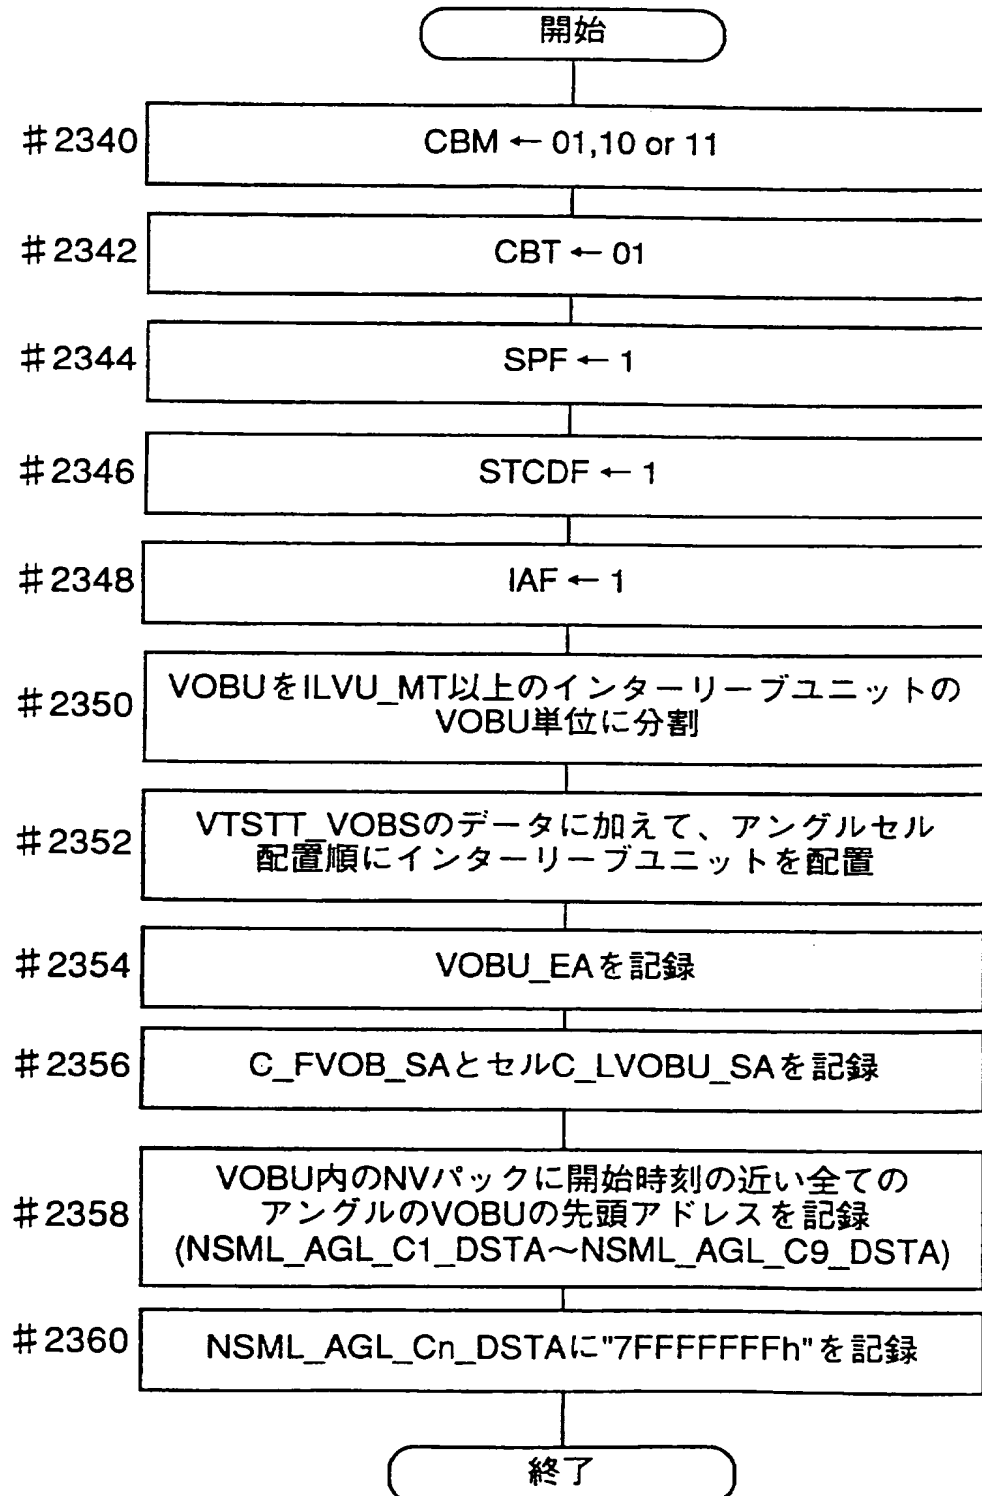 開始
#2340
CBM ← 01,10 or 11
#2342
CBT ← 01
#2344
SPF ← 1
#2346
STCDF ← 1
#2348
IAF ← 1
#2350
VOBUをILVU_MT以上のインターリーブユニットの
VOBU単位に分割
#2352
VTSTT_VOBSのデータに加えて、アングルセル
配置順にインターリーブユニットを配置
#2354
VOBU_EAを記録
#2356
C_FVOB_SAとセルC_LVOBU_SAを記録
#2358
VOBU内のNVパックに開始時刻の近い全ての
アングルのVOBUの先頭アドレスを記録
(NSML_AGL_C1_DSTA～NSML_AGL_C9_DSTA)
#2360
NSML_AGL_Cn_DSTAに"7FFFFFFFh"を記録
終了